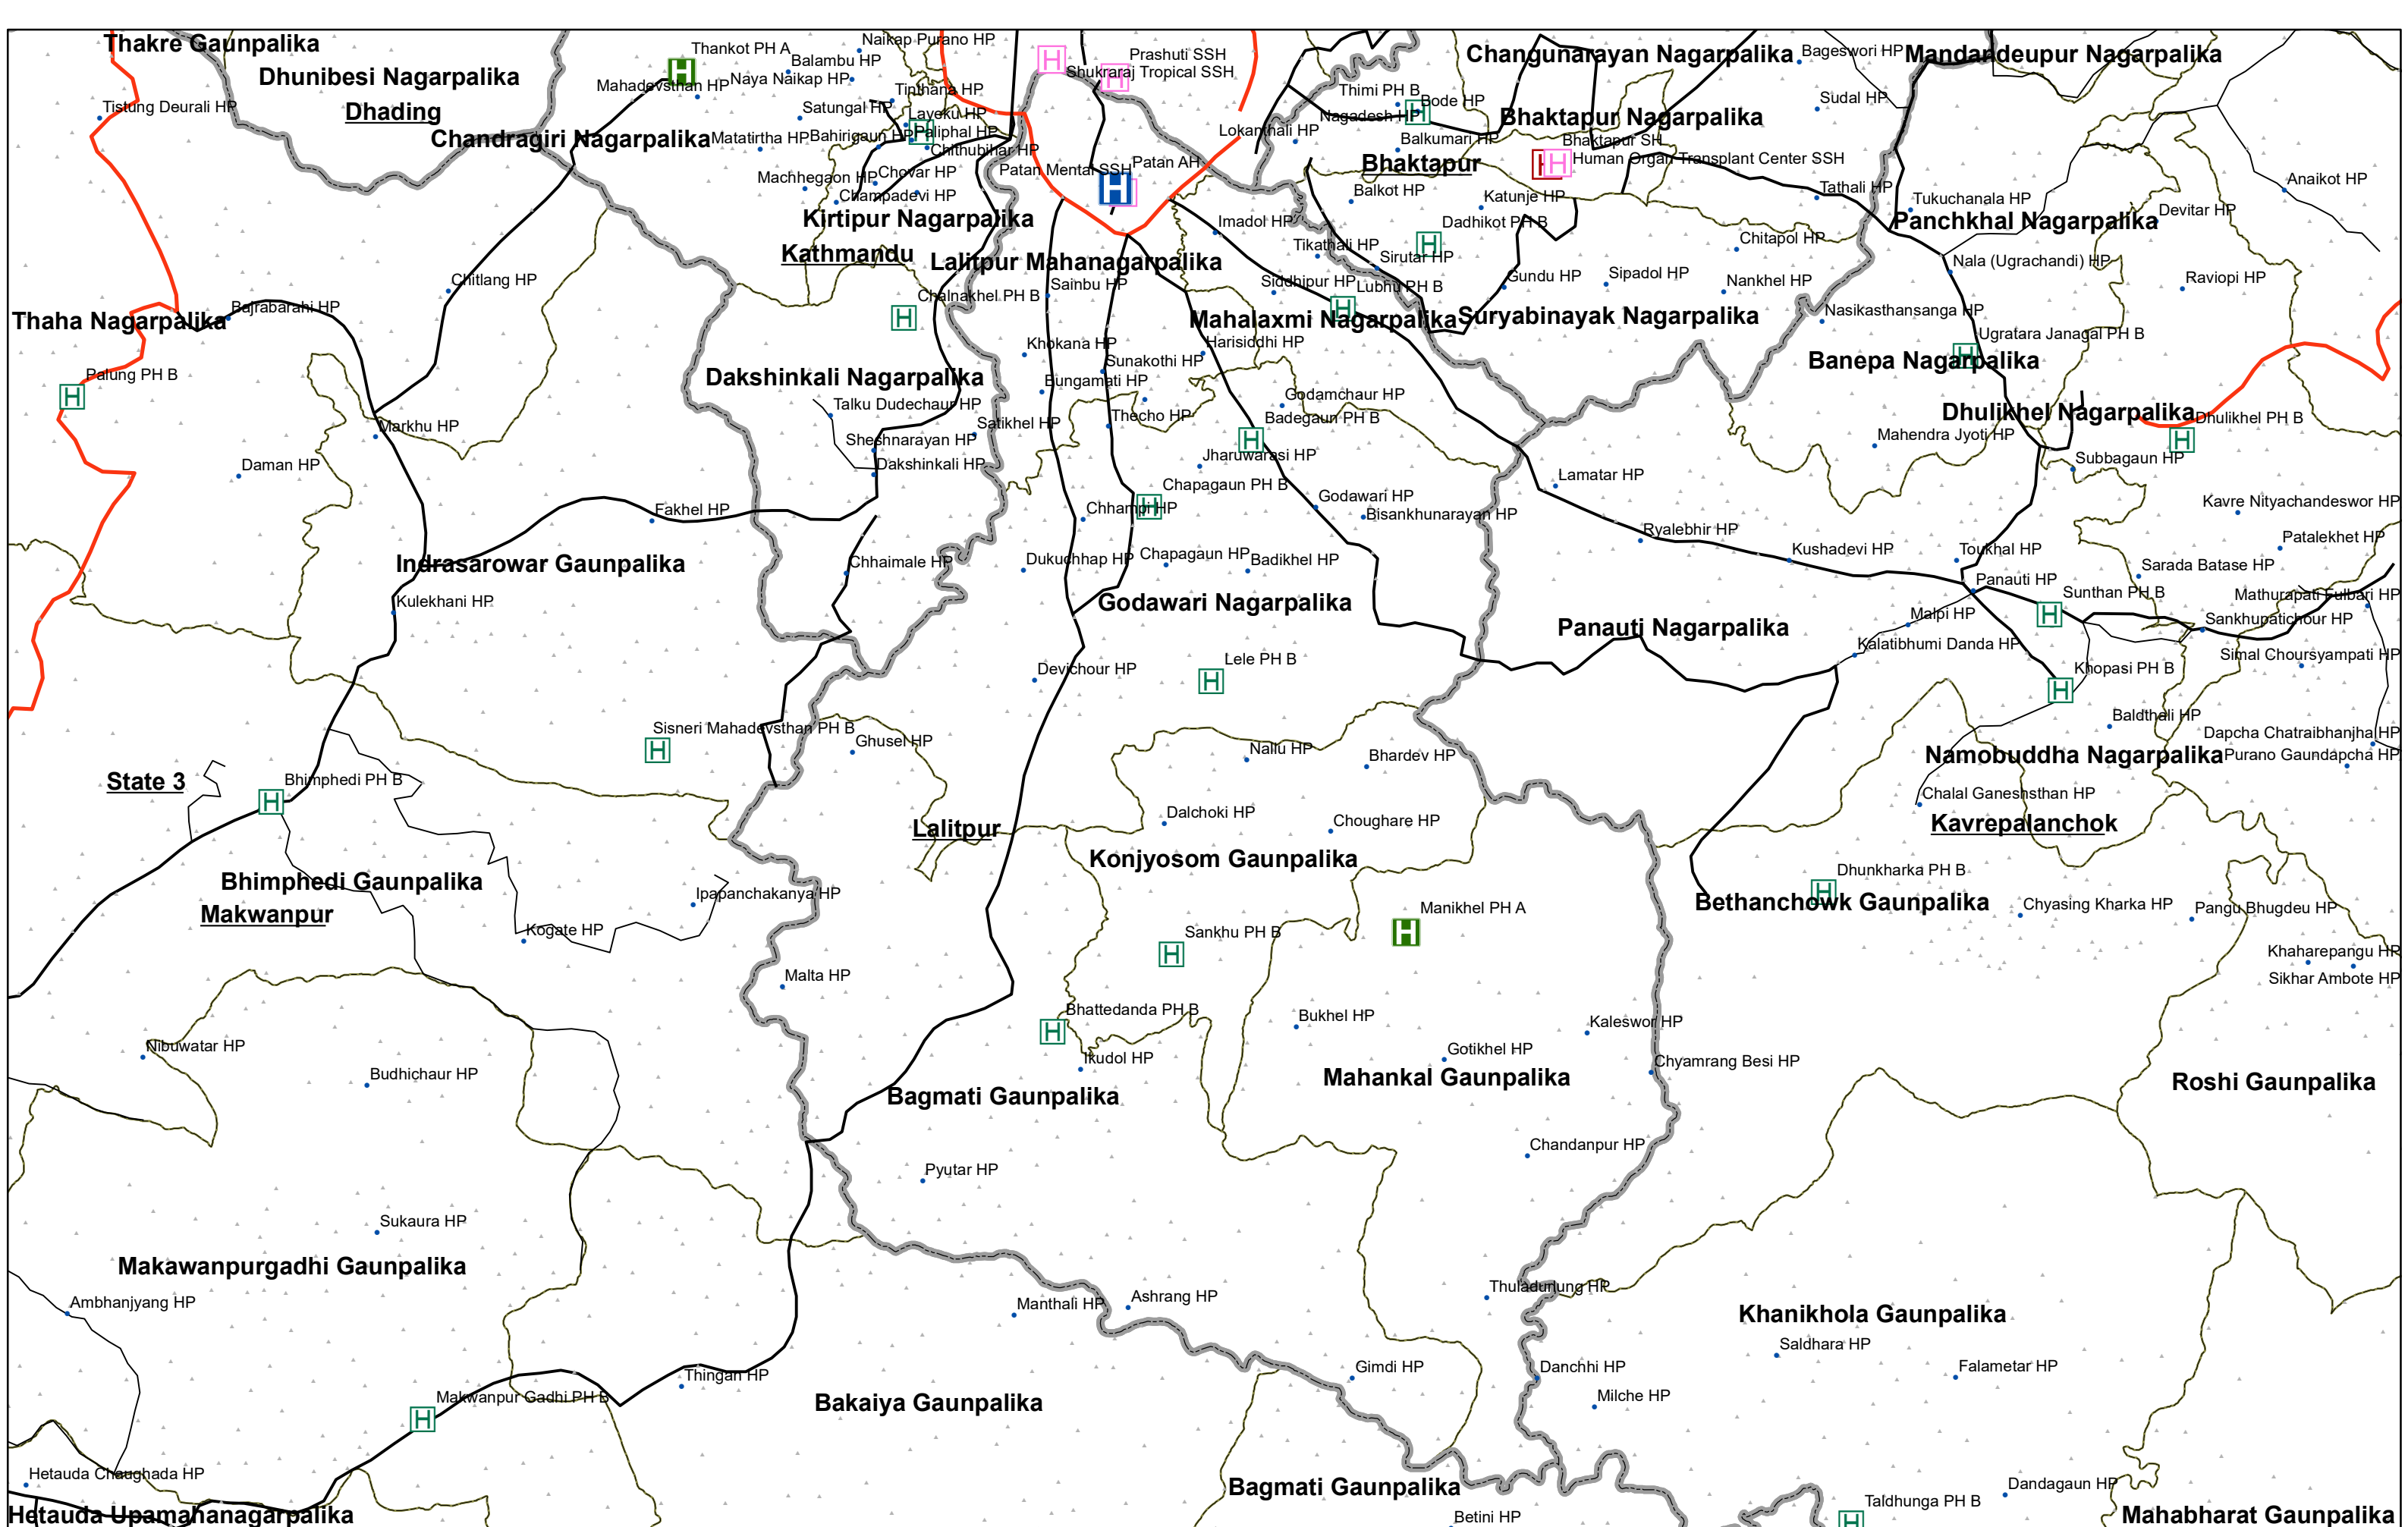 Thakre Gaunpalika
Dhunibesi Nagarpalika
Dhading
Tistung Deurali HP
Chandragiri Nagarpalika
Thankot PH A
Mahadevsthan HP
Naya Naikap HP
Balambu HP
Naikap Purano HP
Tinthana HP
Satungal HP
Layeku HP
Matatirtha HP
Bahirigaun HP
Paliphal HP
Chithubihar HP
Machhegaon HP
Chovar HP
Champadevi HP
Kirtipur Nagarpalika
Kathmandu
Prashuti SSH
Shukraraj Tropical SSH
Patan Mental SSH
Patan AH
Lalitpur Mahanagarpalika
Changunarayan Nagarpalika
Bageswori HP
Mandandeupur Nagarpalika
Thimi PH B
Bode HP
Nagadesh HP
Lokanthali HP
Balkumari HP
Bhaktapur Nagarpalika
Sudal HP
Bhaktapur SH
Human Organ Transplant Center SSH
Bhaktapur
Balkot HP
Katunje HP
Tathali HP
Tukuchanala HP
Anaikot HP
Devitar HP
Panchkhal Nagarpalika
Imadol HP
Dadhikot PH B
Tikathali HP
Sirutar HP
Chitapol HP
Nala (Ugrachandi) HP
Siddhipur HP
Lubhu PH B
Gundu HP
Sipadol HP
Nankhel HP
Raviopi HP
Chitlang HP
Bajrabarahi HP
Thaha Nagarpalika
Chalnakhel PH B
Sainbu HP
Mahalaxmi Nagarpalika
Suryabinayak Nagarpalika
Nasikasthansanga HP
Ugratara Janagal PH B
Banepa Nagarpalika
Khokana HP
Harisiddhi HP
Sunakothi HP
Palung PH B
Dakshinkali Nagarpalika
Bungamati HP
Talku Dudechaur HP
Godamchaur HP
Thecho HP
Badegaun PH B
Dhulikhel Nagarpalika
Dhulikhel PH B
Markhu HP
Satikhel HP
Sheshnarayan HP
Mahendra Jyoti HP
Daman HP
Dakshinkali HP
Jharuwarasi HP
Subbagaun HP
Lamatar HP
Chapagaun PH B
Godawari HP
Kavre Nityachandeswor HP
Fakhel HP
Chhampi HP
Bisankhunarayan HP
Ryalebhir HP
Patalekhet HP
Indrasarowar Gaunpalika
Chhaimale HP
Dukuchhap HP
Chapagaun HP
Badikhel HP
Kushadevi HP
Toukhal HP
Sarada Batase HP
Panauti HP
Sunthan PH B
Mathurapati Fulbari HP
Kulekhani HP
Godawari Nagarpalika
Panauti Nagarpalika
Malpi HP
Sankhupatichour HP
Kalatibhumi Danda HP
Simal Choursyampati HP
Devichour HP
Lele PH B
Khopasi PH B
Sisneri Mahadevsthan PH B
Ghusel HP
Nallu HP
Bhardev HP
Baldthali HP
Dapcha Chatraibhanjha HP
Namobuddha Nagarpalika
Purano Gaundapcha HP
State 3
Bhimphedi PH B
Dalchoki HP
Choughare HP
Chalal Ganeshsthan HP
Kavrepalanchok
Lalitpur
Konjyosom Gaunpalika
Bhimphedi Gaunpalika
Makwanpur
Ipapanchakanya HP
Kogate HP
Manikhel PH A
Sankhu PH B
Dhunkharka PH B
Bethanchowk Gaunpalika
Chyasing Kharka HP
Pangu Bhugdeu HP
Khaharepangu HP
Sikhar Ambote HP
Malta HP
Bhattedanda PH B
Bukhel HP
Kaleswor HP
Nibuwatar HP
Budhichaur HP
Ikudol HP
Gotikhel HP
Chyamrang Besi HP
Bagmati Gaunpalika
Mahankal Gaunpalika
Roshi Gaunpalika
Pyutar HP
Chandanpur HP
Sukaura HP
Makawanpurgadhi Gaunpalika
Ambhanjyang HP
Manthali HP
Ashrang HP
Thuladurlung HP
Khanikhola Gaunpalika
Saldhara HP
Thingan HP
Gimdi HP
Danchhi HP
Falametar HP
Makwanpur Gadhi PH B
Bakaiya Gaunpalika
Milche HP
Hetauda Chaughada HP
Hetauda Upamahanagarpalika
Bagmati Gaunpalika
Betini HP
Taldhunga PH B
Dandagaun HP
Mahabharat Gaunpalika